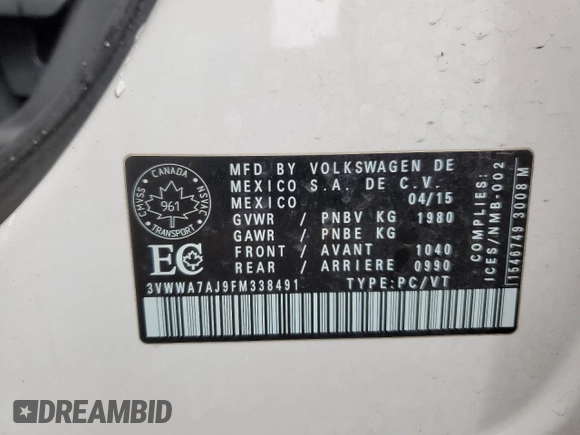 MFD BY VOLKSWAGEN DE
MEXICO S.A. DE C.V.
MEXICO 04/15
GVWR / PNBV KG 1980
GAWR / PNBE KG
FRONT / AVANT 1040
REAR / ARRIERE 0990
3VWWA7AJ9FM338491 TYPE:PC/VT
CANADA
CMVSS
NSVAC
961
TRANSPORT
EC
COMPLIES:
ICES/NMB-002
1546749 3008 M
DREAMBID